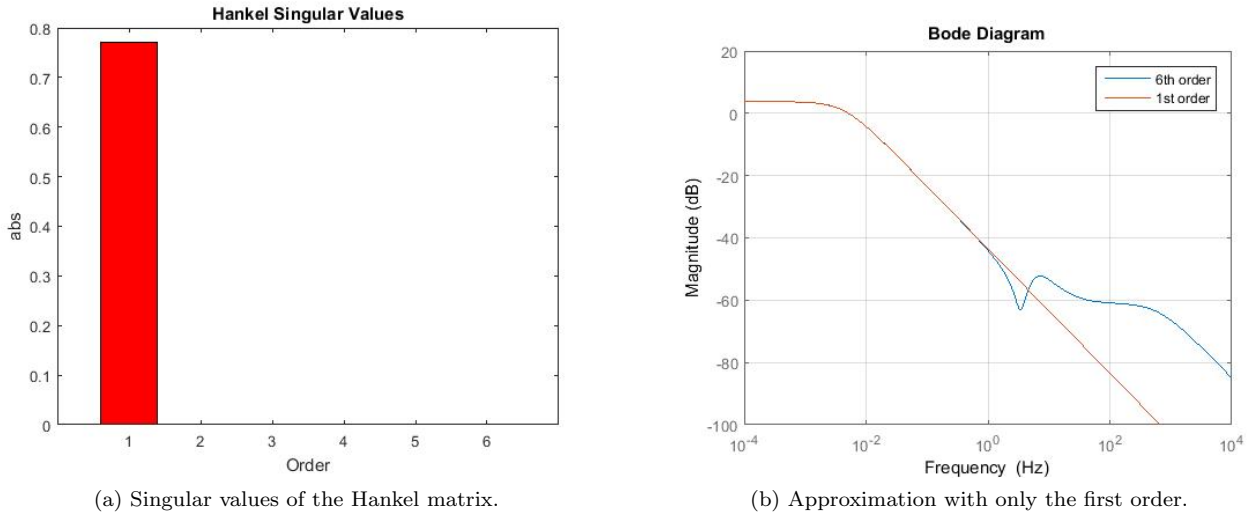 Hankel Singular Values
0.8
0.7
0.6
0.5
0.4
0.3
0.2
0.1
0
abs
1 2 3 4 5 6
Order
(a) Singular values of the Hankel matrix.
Bode Diagram
6th order
1st order
20
0
-20
-40
-60
-80
-100
Magnitude (dB)
10^-4 10^-2 10^0 10^2 10^4
Frequency (Hz)
(b) Approximation with only the first order.